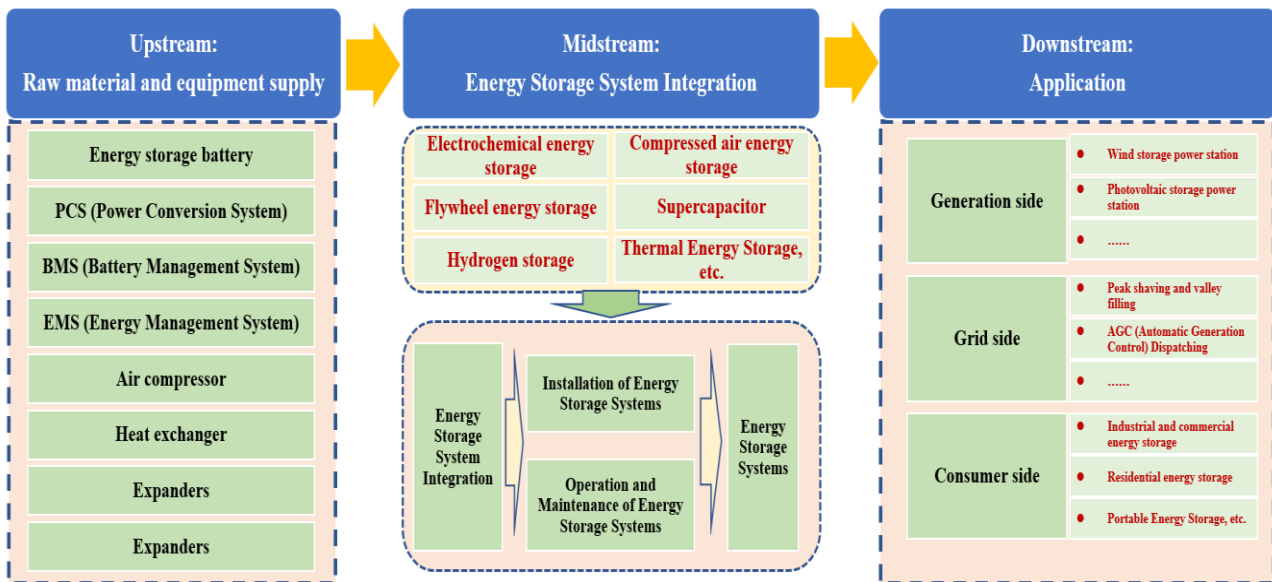 Upstream:
Raw material and equipment supply
Energy storage battery
PCS (Power Conversion System)
BMS (Battery Management System)
EMS (Energy Management System)
Air compressor
Heat exchanger
Expanders
Expanders
Midstream:
Energy Storage System Integration
Electrochemical energy
storage
Compressed air energy
storage
Flywheel energy storage
Supercapacitor
Hydrogen storage
Thermal Energy Storage,
etc.
Energy
Storage
System
Integration
Installation of Energy
Storage Systems
Operation and
Maintenance of Energy
Storage Systems
Energy
Storage
Systems
Downstream:
Application
Generation side
● Wind storage power station
● Photovoltaic storage power
station
● ......
Grid side
● Peak shaving and valley
filling
● AGC (Automatic Generation
Control) Dispatching
● ......
Consumer side
● Industrial and commercial
energy storage
● Residential energy storage
● Portable Energy Storage, etc.